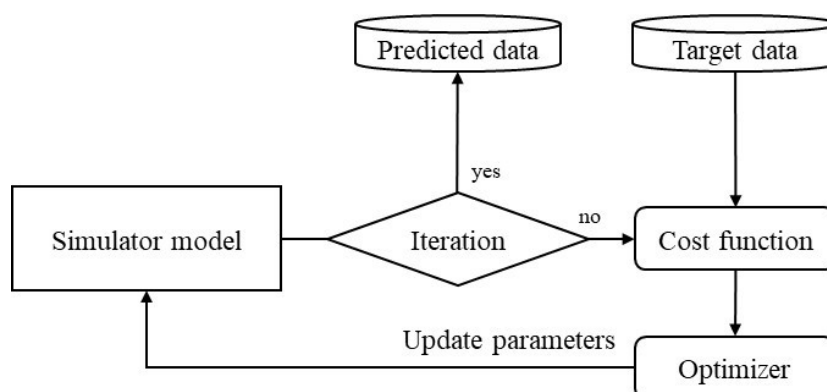 Predicted data
Target data
yes
no
Simulator model
Iteration
Cost function
Update parameters
Optimizer